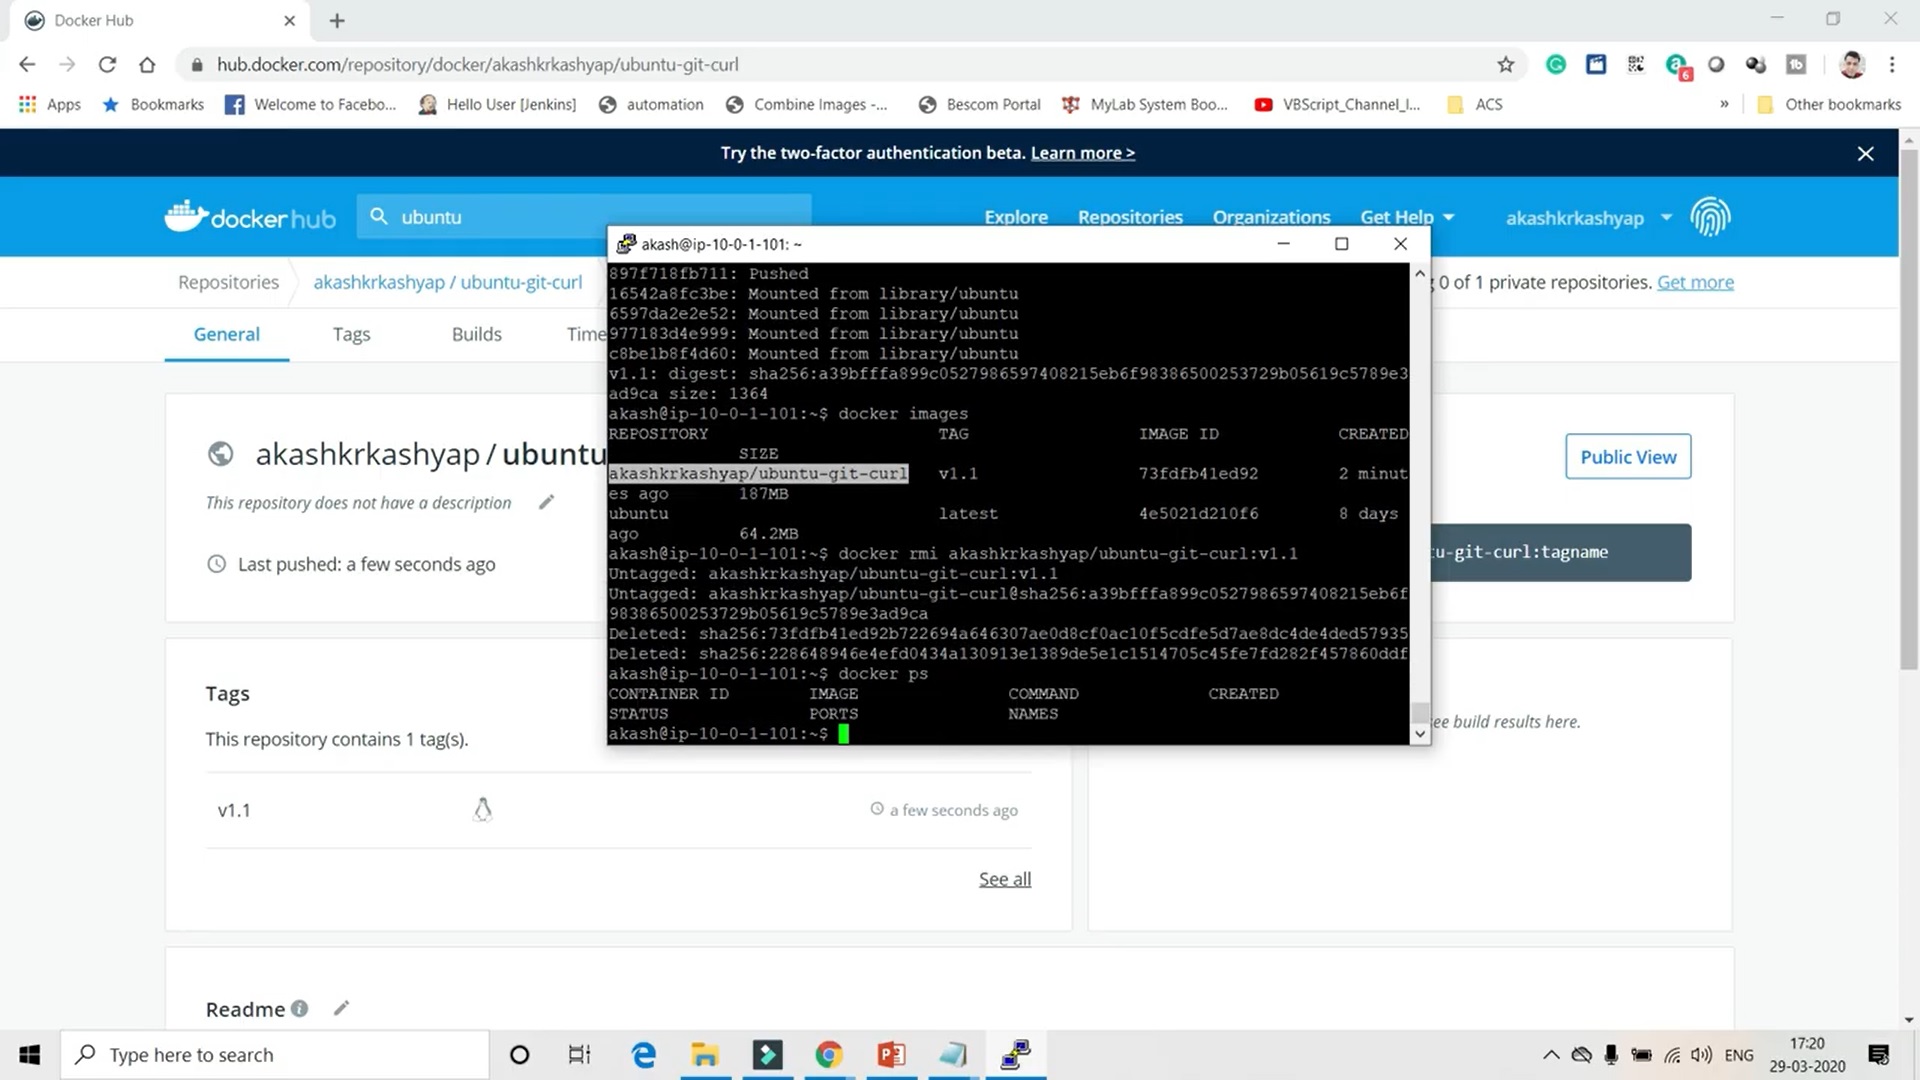 Docker Hub
hub.docker.com/repository/docker/akashkrkashyap/ubuntu-git-curl
6
Apps
Bookmarks
Welcome to Facebo...
Hello User [Jenkins]
automation
Combine Images -...
Bescom Portal
MyLab System Boo...
VBScript_Channel_I...
ACS
»
Other bookmarks
Try the two-factor authentication beta. Learn more >
dockerhub
ubuntu
Explore
Repositories
Organizations
Get Help
akashkrkashyap
Repositories
akashkrkashyap / ubuntu-git-curl
0 of 1 private repositories. Get more
General
Tags
Builds
Time
akashkrkashyap / ubuntu
Public View
This repository does not have a description
Last pushed: a few seconds ago
-git-curl:tagname
akash@ip-10-0-1-101: ~
897f718fb711: Pushed
16542a8fc3be: Mounted from library/ubuntu
6597da2e2e52: Mounted from library/ubuntu
977183d4e999: Mounted from library/ubuntu
c8be1b8f4d60: Mounted from library/ubuntu
v1.1: digest: sha256:a39bfffa899c0527986597408215eb6f98386500253729b05619c5789e3
ad9ca size: 1364
akash@ip-10-0-1-101:~$ docker images
REPOSITORY TAG IMAGE ID CREATED
SIZE
akashkrkashyap/ubuntu-git-curl v1.1 73fdfb41ed92 2 minut
es ago 187MB
ubuntu latest 4e5021d210f6 8 days
ago 64.2MB
akash@ip-10-0-1-101:~$ docker rmi akashkrkashyap/ubuntu-git-curl:v1.1
Untagged: akashkrkashyap/ubuntu-git-curl:v1.1
Untagged: akashkrkashyap/ubuntu-git-curl@sha256:a39bfffa899c0527986597408215eb6f
98386500253729b05619c5789e3ad9ca
Deleted: sha256:73fdfb41ed92b722694a646307ae0d8cf0ac10f5cdfe5d7ae8dc4de4ded57935
Deleted: sha256:228648946e4efd0434a130913e1389de5e1c1514705c45fe7fd282f457860ddf
akash@ip-10-0-1-101:~$ docker ps
CONTAINER ID IMAGE COMMAND CREATED
STATUS PORTS NAMES
akash@ip-10-0-1-101:~$
Tags
This repository contains 1 tag(s).
v1.1
a few seconds ago
See all
see build results here.
Readme
Type here to search
ENG
17:20
29-03-2020